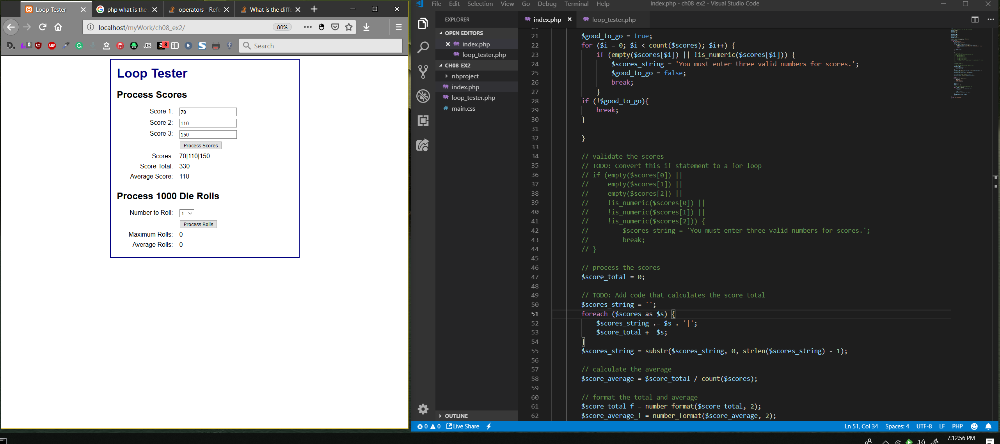 Loop Tester
php what is the
operators - Refe
What is the diffe
localhost/myWork/ch08_ex2/
80%
D.
0
ABP
JS
a
8
S
Search
Loop Tester
Process Scores
Score 1:
70
Score 2:
110
Score 3:
150
Process Scores
Scores:
70|110|150
Score Total:
330
Average Score:
110
Process 1000 Die Rolls
Number to Roll:
1
Process Rolls
Maximum Rolls:
0
Average Rolls:
0
File Edit Selection View Go Debug Terminal Help
index.php - ch08_ex2 - Visual Studio Code
EXPLORER
OPEN EDITORS
index.php
loop_tester.php
CH08_EX2
nbproject
index.php
loop_tester.php
# main.css
OUTLINE
index.php
loop_tester.php
21 $good_to_go = true;
22 for ($i = 0; $i < count($scores); $i++) {
23 if (empty($scores[$i]) || !is_numeric($scores[$i])) {
24 $scores_string = 'You must enter three valid numbers for scores.';
25 $good_to_go = false;
26 break;
27 }
28 if (!$good_to_go){
29 break;
30 }
31
32 }
33
34 // validate the scores
35 // TODO: Convert this if statement to a for loop
36 // if (empty($scores[0]) ||
37 // empty($scores[1]) ||
38 // empty($scores[2]) ||
39 // !is_numeric($scores[0]) ||
40 // !is_numeric($scores[1]) ||
41 // !is_numeric($scores[2])) {
42 // $scores_string = 'You must enter three valid numbers for scores.';
43 // break;
44 // }
45
46 // process the scores
47 $score_total = 0;
48
49 // TODO: Add code that calculates the score total
50 $scores_string = '';
51 foreach ($scores as $s) {
52 $scores_string .= $s . '|';
53 $score_total += $s;
54 }
55 $scores_string = substr($scores_string, 0, strlen($scores_string) - 1);
56
57 // calculate the average
58 $score_average = $score_total / count($scores);
59
60 // format the total and average
61 $score_total_f = number_format($score_total, 2);
62 $score_average_f = number_format($score_average, 2);
0 0 Live Share
Ln 51, Col 34 Spaces: 4 UTF-8 LF PHP
7:12:56 PM